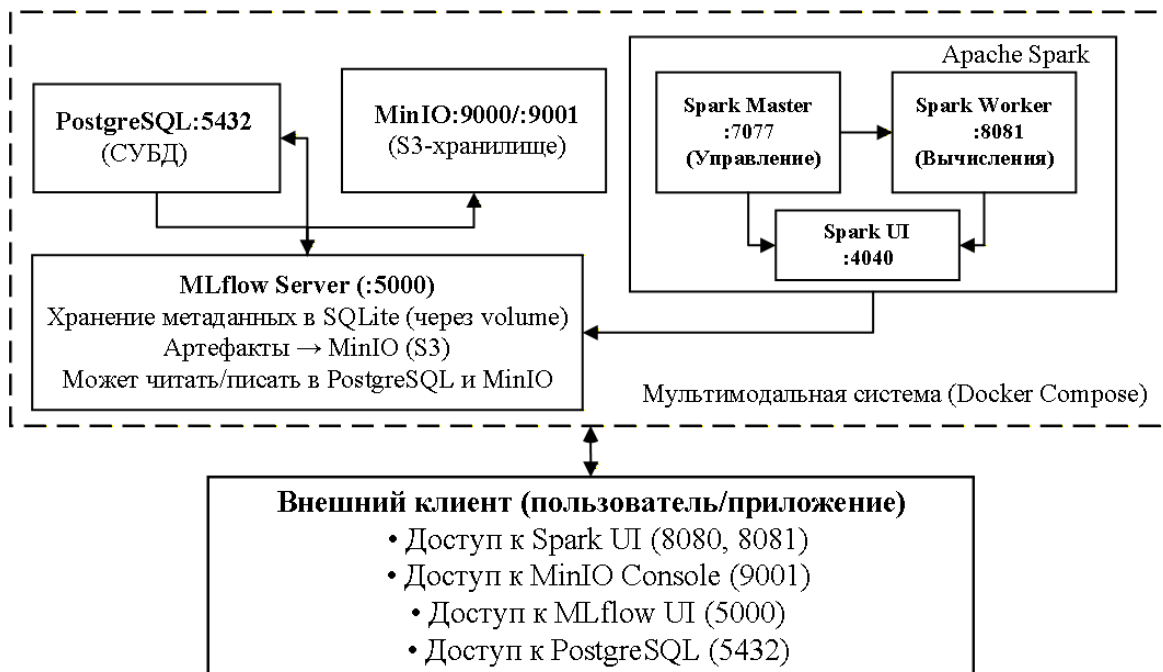 Apache Spark
PostgreSQL:5432
(СУБД)
MinIO:9000/:9001
(S3-хранилище)
Spark Master
:7077
(Управление)
Spark Worker
:8081
(Вычисления)
Spark UI
:4040
MLflow Server (:5000)
Хранение метаданных в SQLite (через volume)
Артефакты → MinIO (S3)
Может читать/писать в PostgreSQL и MinIO
Мультимодальная система (Docker Compose)
Внешний клиент (пользователь/приложение)
• Доступ к Spark UI (8080, 8081)
• Доступ к MinIO Console (9001)
• Доступ к MLflow UI (5000)
• Доступ к PostgreSQL (5432)